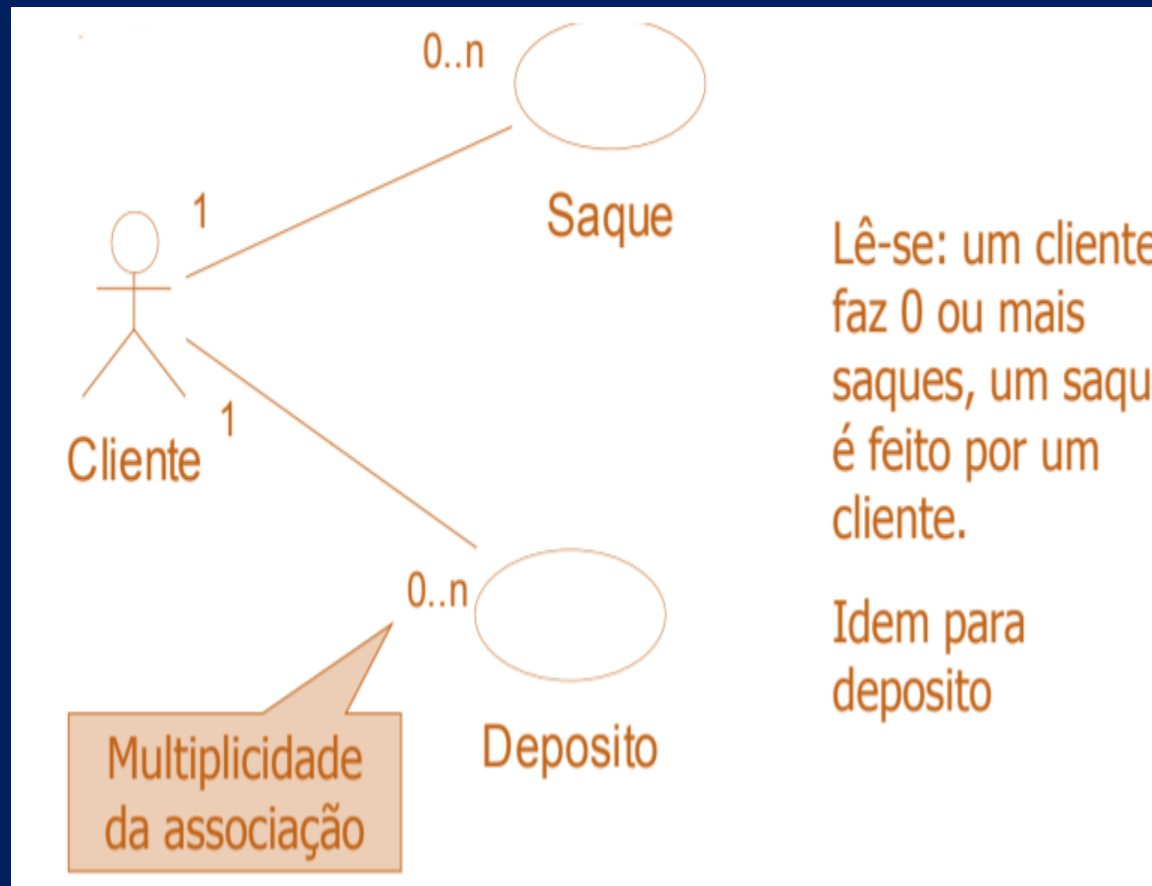 0..n
Saque
1
Cliente
1
0..n
Deposito
Multiplicidade
da associação
Lê-se: um cliente
faz 0 ou mais
saques, um saqu
é feito por um
cliente.
Idem para
deposito